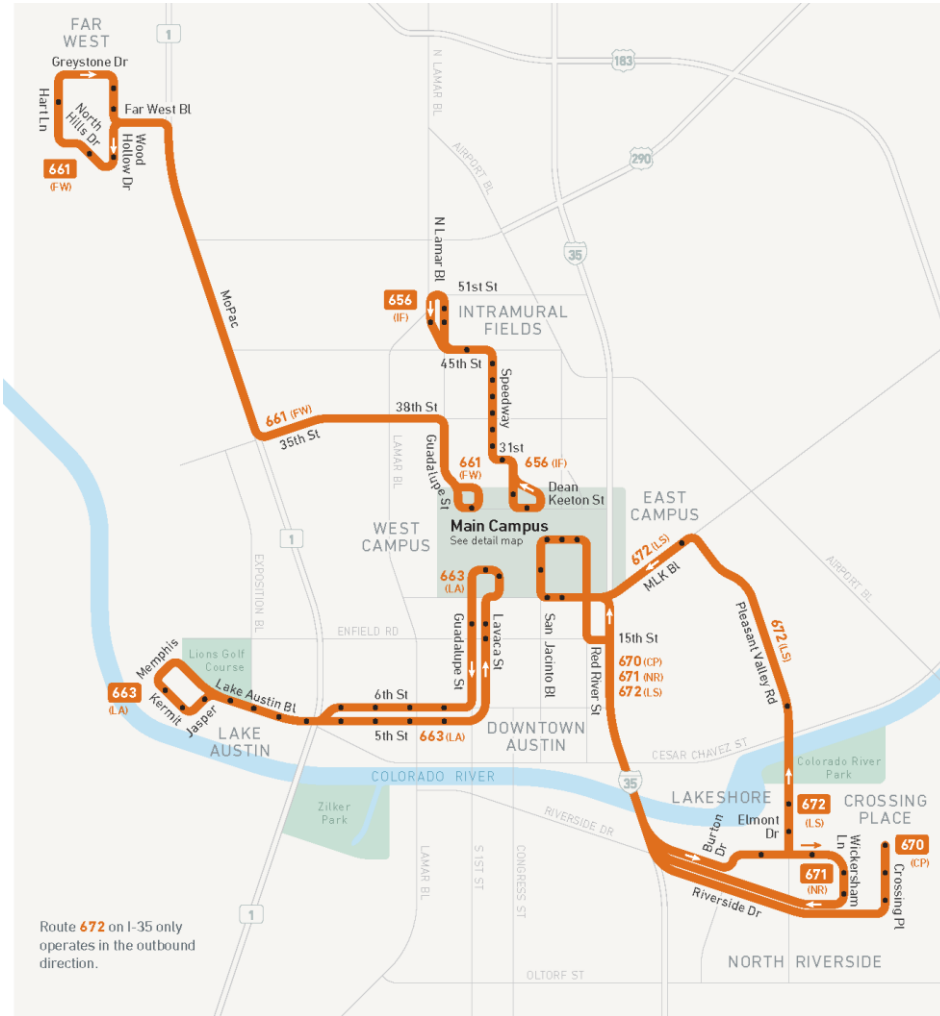 FAR
WEST
Greystone Dr
1
N LAMAR BL
183
Hart Ln
North
Hills Dr
Far West Bl
Wood
Hollow Dr
661
(FW)
AIRPORT BL
290
35
N Lamar Bl
51st St
656
(IF)
INTRAMURAL
FIELDS
MoPac
45th St
Speedway
661 (FW)
35th St
38th St
LAMAR BL
Guadalupe St
31st
661
(FW)
656 (IF)
Dean
Keeton St
EAST
CAMPUS
WEST
CAMPUS
Main Campus
See detail map
1
672 (LS)
MLK Bl
AIRPORT BL
EXPOSITION BL
663
(LA)
Pleasant Valley Rd
672 (LS)
ENFIELD RD
Guadalupe St
Lavaca St
San Jacinto Bl
Red River St
15th St
670 (CP)
671 (NR)
672 (LS)
Lions Golf
Course
Memphis
663
(LA)
Kermit
Jasper
Lake Austin Bl
6th St
5th St
663 (LA)
LAKE
AUSTIN
DOWNTOWN
AUSTIN
CESAR CHAVEZ ST
COLORADO RIVER
35
Colorado River
Park
Zilker
Park
RIVERSIDE DR
LAKESHORE
CROSSING
PLACE
Burton
Dr
Elmont
Dr
672
(LS)
Wickersham
Ln
670
(CP)
671
(NR)
Crossing Pl
Riverside Dr
LAMAR BL
S 1ST ST
CONGRESS ST
1
Route 672 on I-35 only
operates in the outbound
direction.
NORTH RIVERSIDE
OLTORF ST